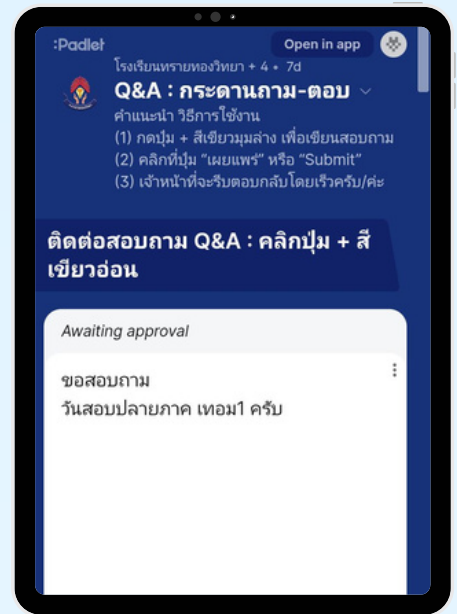 :Padlet
Open in app
โรงเรียนทรายทองวิทยา + 4 • 7d
Q&A : กระดานถาม-ตอบ
คำแนะนำ วิธีการใช้งาน
(1) กดปุ่ม + สีเขียวมุมล่าง เพื่อเขียนสอบถาม
(2) คลิกที่ปุ่ม "เผยแพร่" หรือ "Submit"
(3) เจ้าหน้าที่จะรีบตอบกลับโดยเร็วครับ/ค่ะ
ติดต่อสอบถาม Q&A : คลิกปุ่ม + สี
เขียวอ่อน
Awaiting approval
ขอสอบถาม
วันสอบปลายภาค เทอม1 ครับ